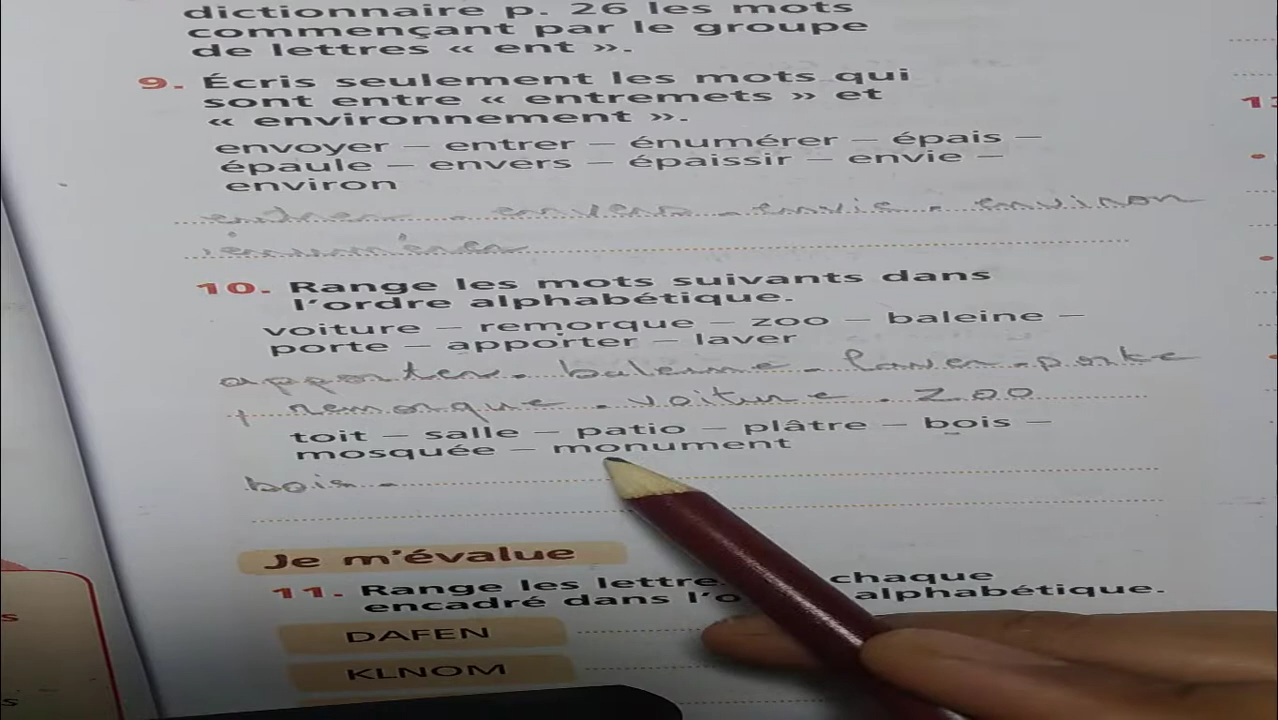 dictionnaire p. 26 les mots
commençant par le groupe
de lettres « ent ».
9. Écris seulement les mots qui
sont entre « entremets » et
« environnement ».
envoyer – entrer – énumérer – épais –
épaule – envers – épaissir – envie –
environ
entrer - envers - envie - environ
énumérer
10. Range les mots suivants dans
l'ordre alphabétique.
voiture – remorque – zoo – baleine –
porte – apporter – laver
apporter - baleine - laver - porte
remorque - voiture - zoo
toit – salle – patio – plâtre – bois –
mosquée – monument
bois -
Je m'évalue
11. Range les chaque
encadré dans alphabétique.
DAFEN
KLNOM